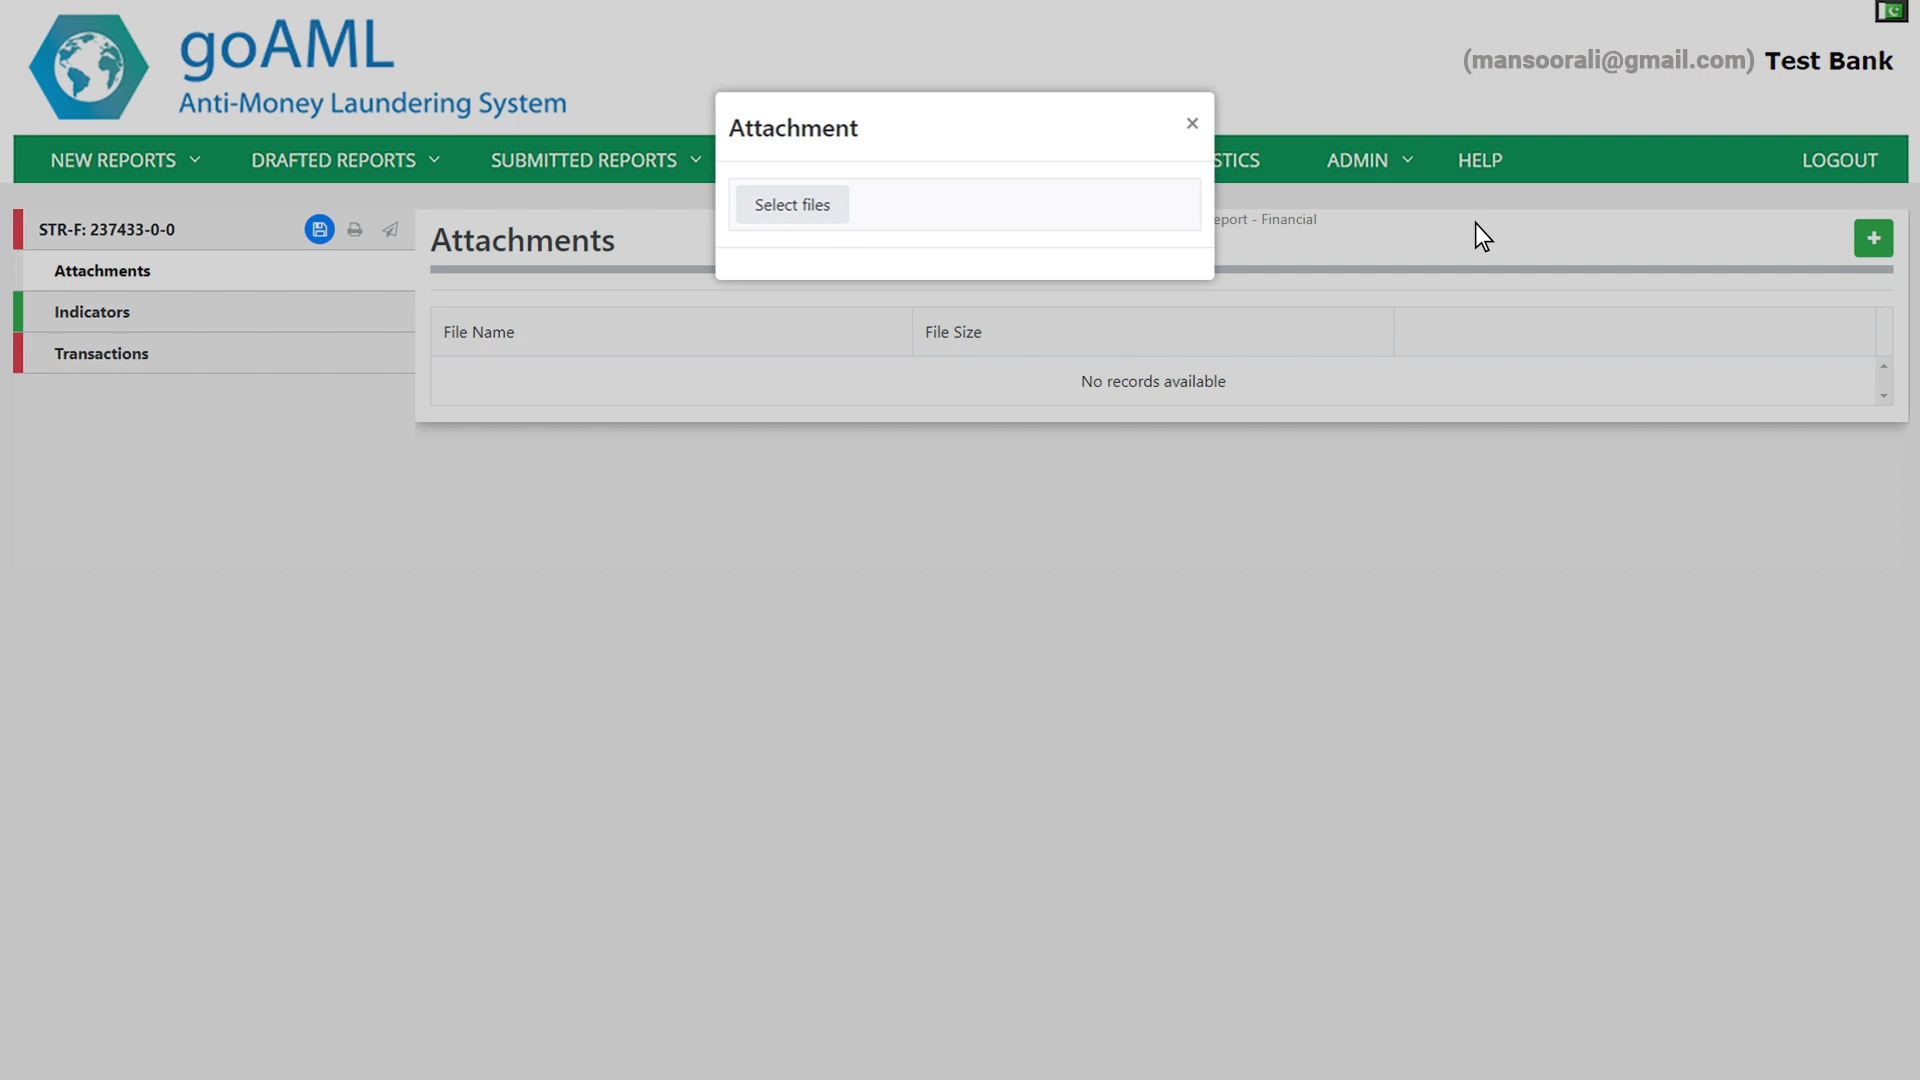 goAML
Anti-Money Laundering System
(mansoorali@gmail.com) Test Bank
NEW REPORTS DRAFTED REPORTS SUBMITTED REPORTS STICS ADMIN HELP LOGOUT
Attachment ×
Select files
STR-F: 237433-0-0
Attachments
Indicators
Transactions
Attachments
eport - Financial
+
File Name File Size
No records available